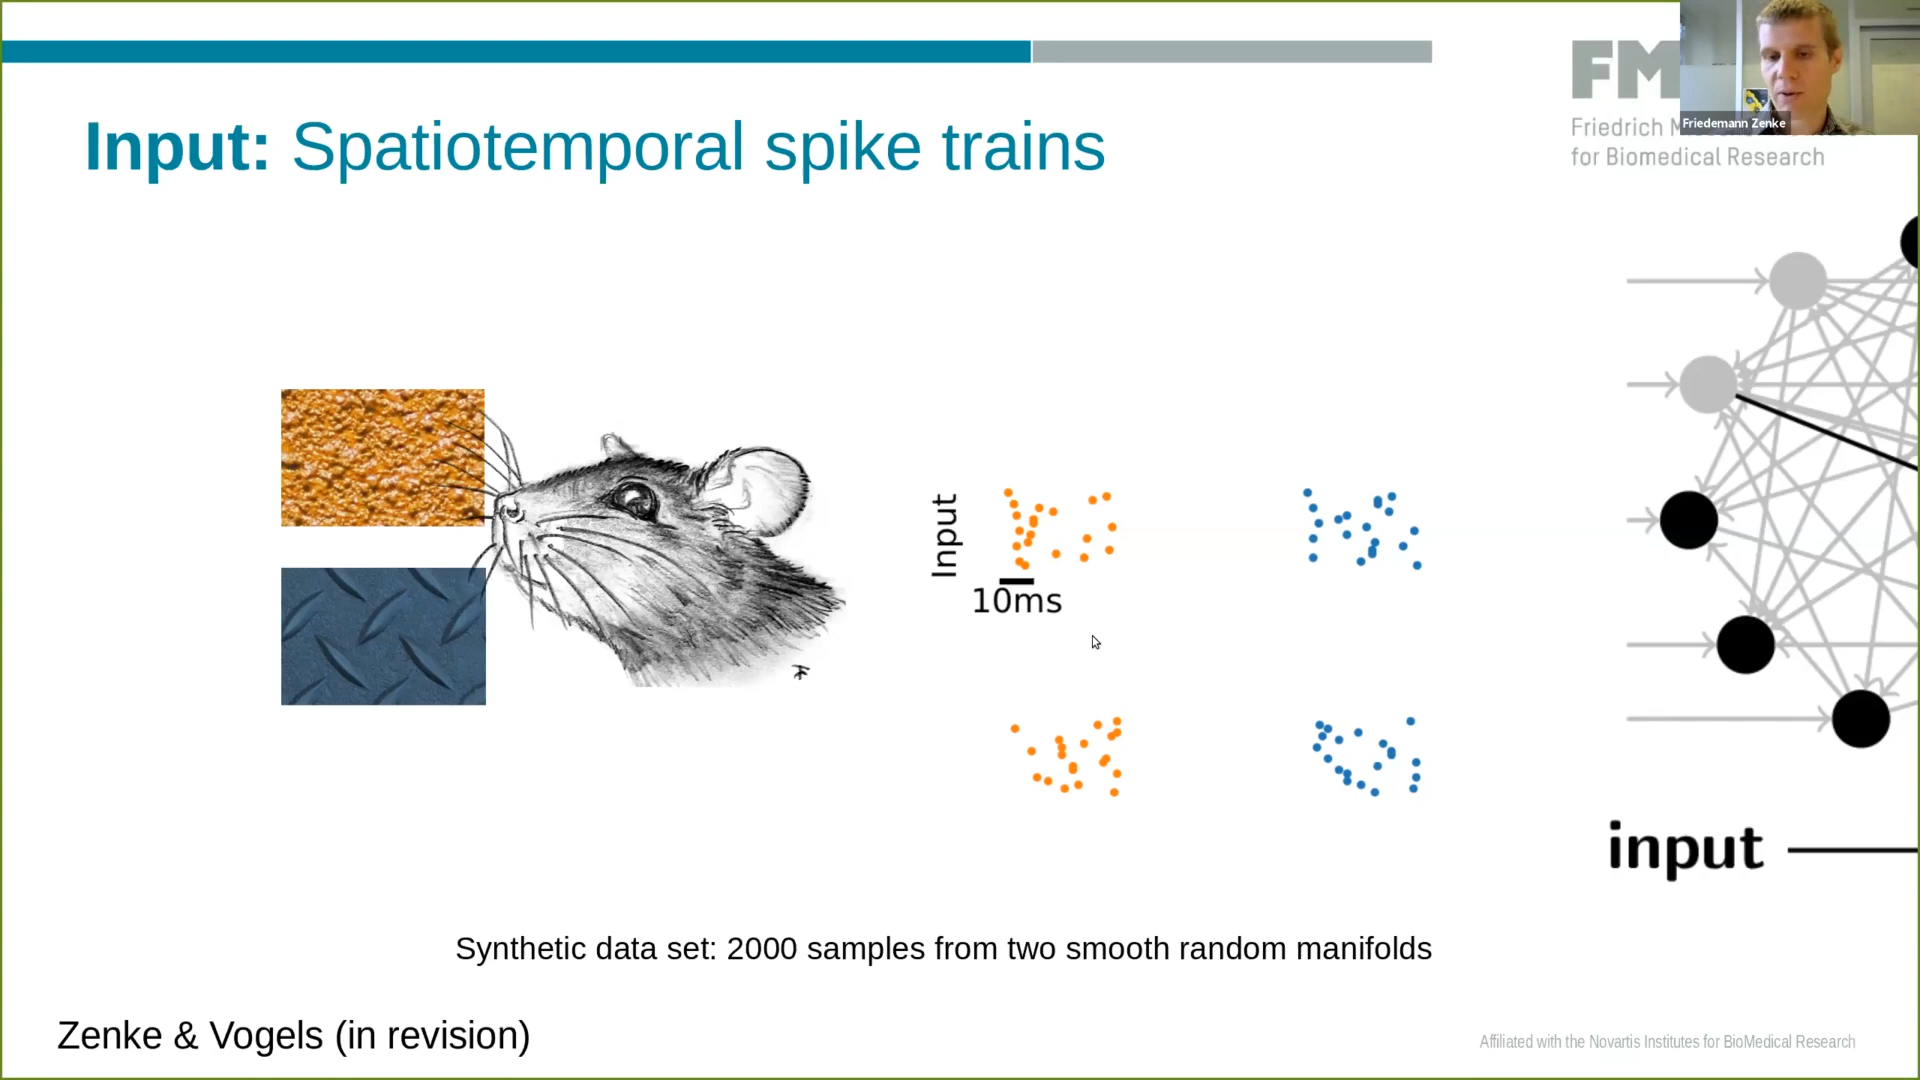 FM
Friedemann Zenke
Friedrich M
for Biomedical Research
Input: Spatiotemporal spike trains
Input
10ms
input
Synthetic data set: 2000 samples from two smooth random manifolds
Zenke & Vogels (in revision)
Affiliated with the Novartis Institutes for BioMedical Research